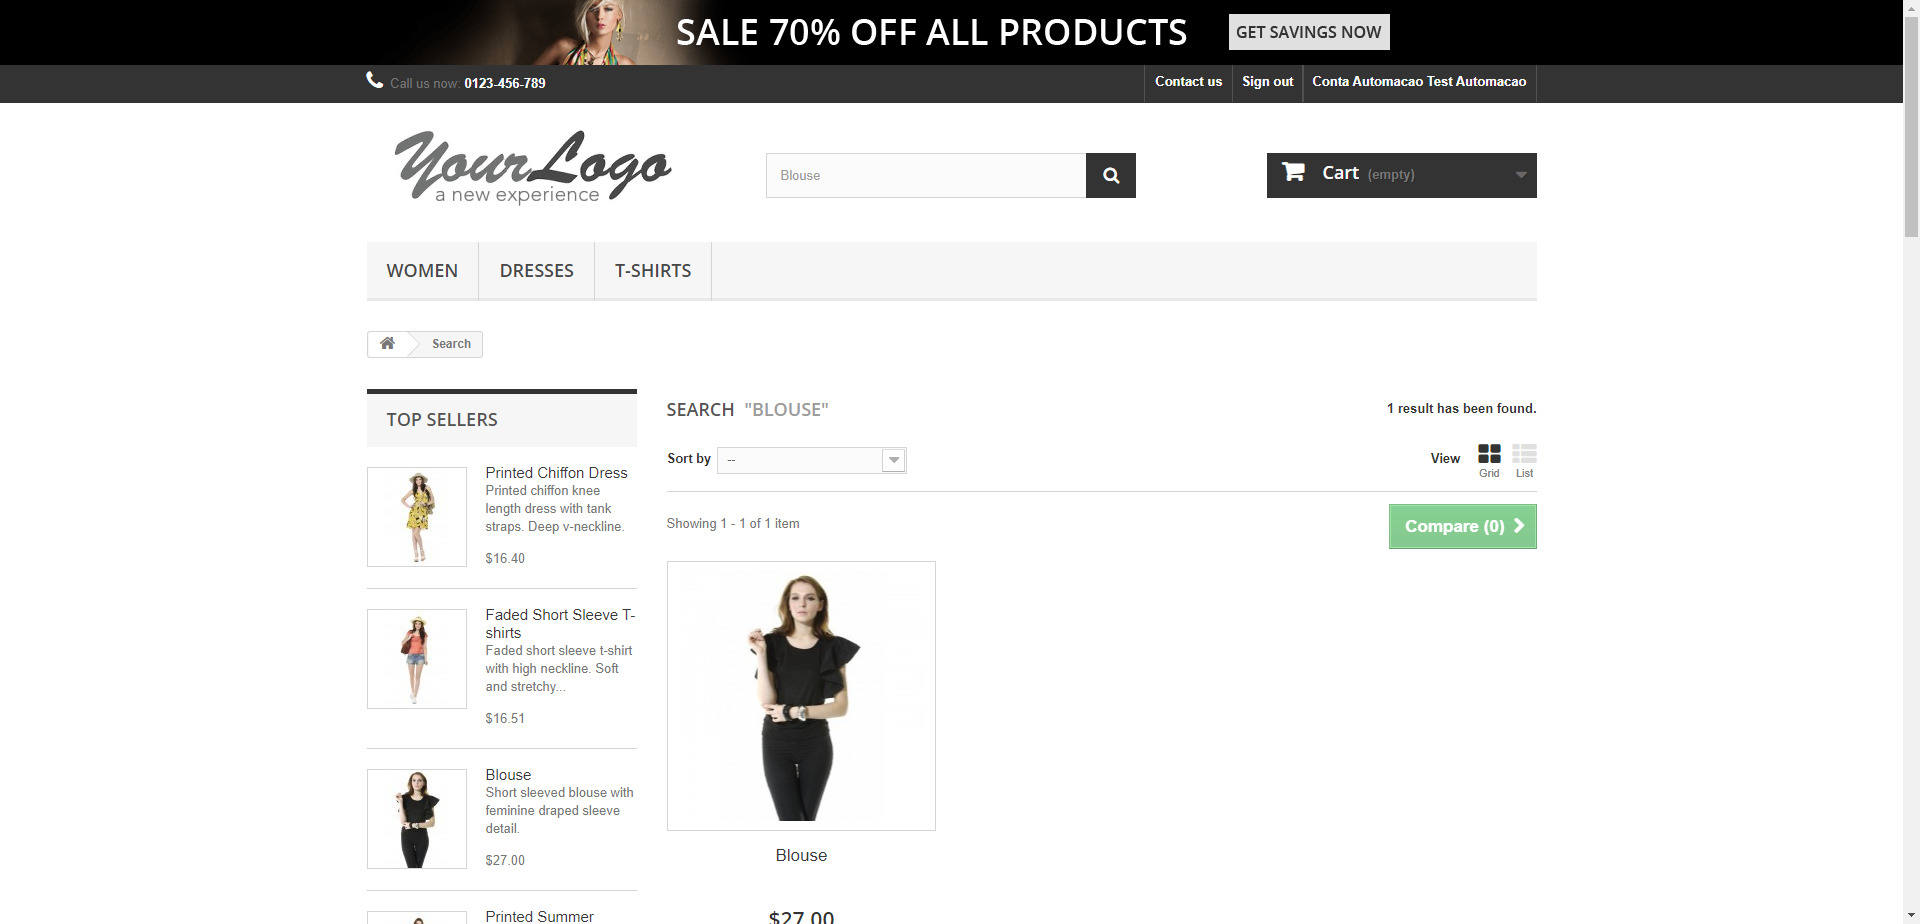 SALE 70% OFF ALL PRODUCTS GET SAVINGS NOW
Call us now: 0123-456-789
Contact us
Sign out
Conta Automacao Test Automacao
YourLogo
a new experience
Blouse
Cart (empty)
WOMEN
DRESSES
T-SHIRTS
Search
TOP SELLERS
Printed Chiffon Dress
Printed chiffon knee
length dress with tank
straps. Deep v-neckline.
$16.40
Faded Short Sleeve T-
shirts
Faded short sleeve t-shirt
with high neckline. Soft
and stretchy...
$16.51
Blouse
Short sleeved blouse with
feminine draped sleeve
detail.
$27.00
Printed Summer
SEARCH "BLOUSE"
1 result has been found.
Sort by --
View
Grid
List
Showing 1 - 1 of 1 item
Compare (0)
Blouse
$27.00